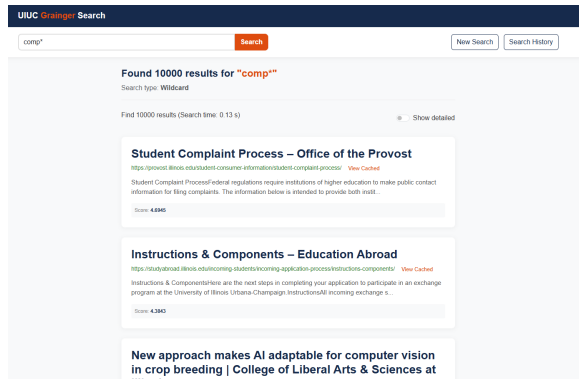 UIUC Grainger Search
comp*
Search
New Search
Search History
Found 10000 results for "comp*"
Search type: Wildcard
Find 10000 results (Search time: 0.13 s)
Show detailed
Student Complaint Process – Office of the Provost
https://provost.illinois.edu/student-consumer-information/student-complaint-process/ View Cached
Student Complaint ProcessFederal regulations require institutions of higher education to make public contact
information for filing complaints. The information below is intended to provide both instit...
Score: 4.6945
Instructions & Components – Education Abroad
https://studyabroad.illinois.edu/incoming-students/incoming-application-process/instructions-components/ View Cached
Instructions & ComponentsHere are the next steps in completing your application to participate in an exchange
program at the University of Illinois Urbana-Champaign.InstructionsAll incoming exchange s...
Score: 4.3843
New approach makes AI adaptable for computer vision
in crop breeding | College of Liberal Arts & Sciences at